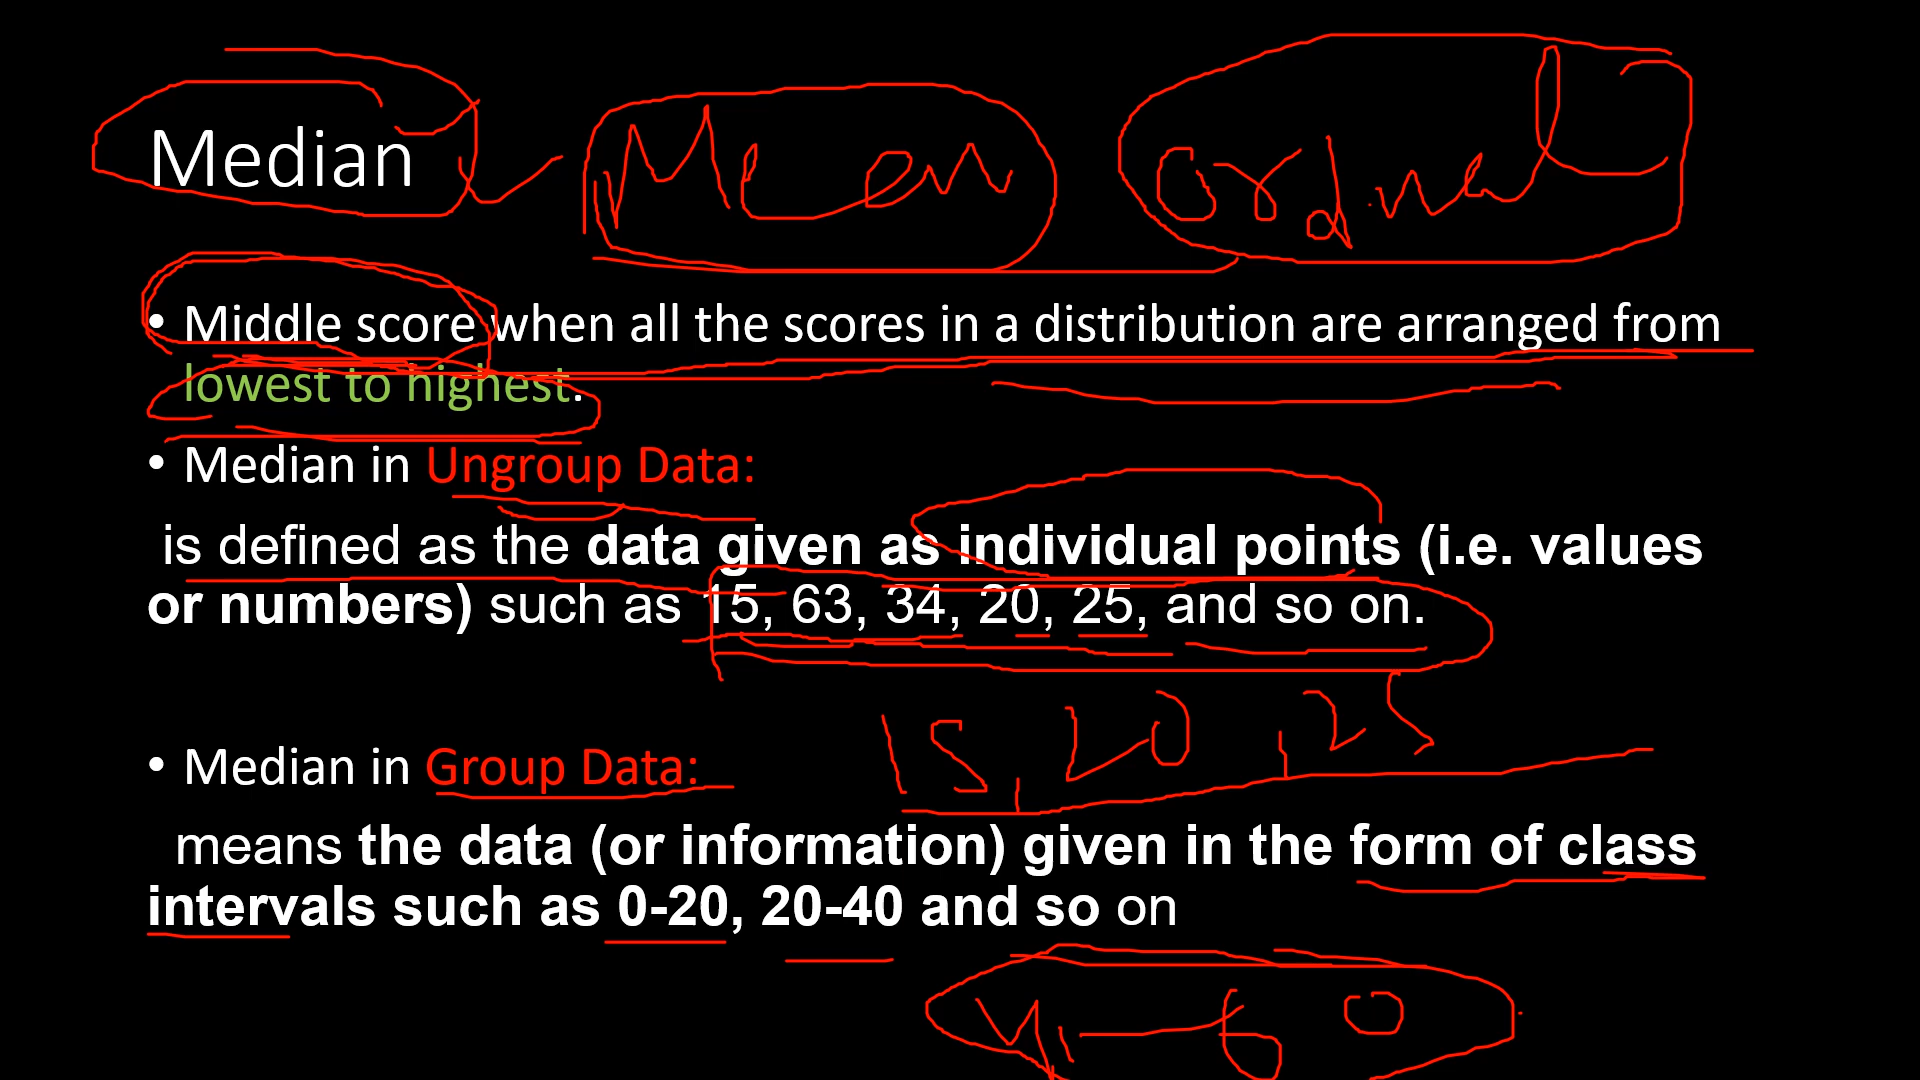 Median Mean Ordinal
• Middle score when all the scores in a distribution are arranged from
lowest to highest.
• Median in Ungroup Data:
is defined as the data given as individual points (i.e. values
or numbers) such as 15, 63, 34, 20, 25, and so on.
15, 20, 25
• Median in Group Data:
means the data (or information) given in the form of class
intervals such as 0-20, 20-40 and so on